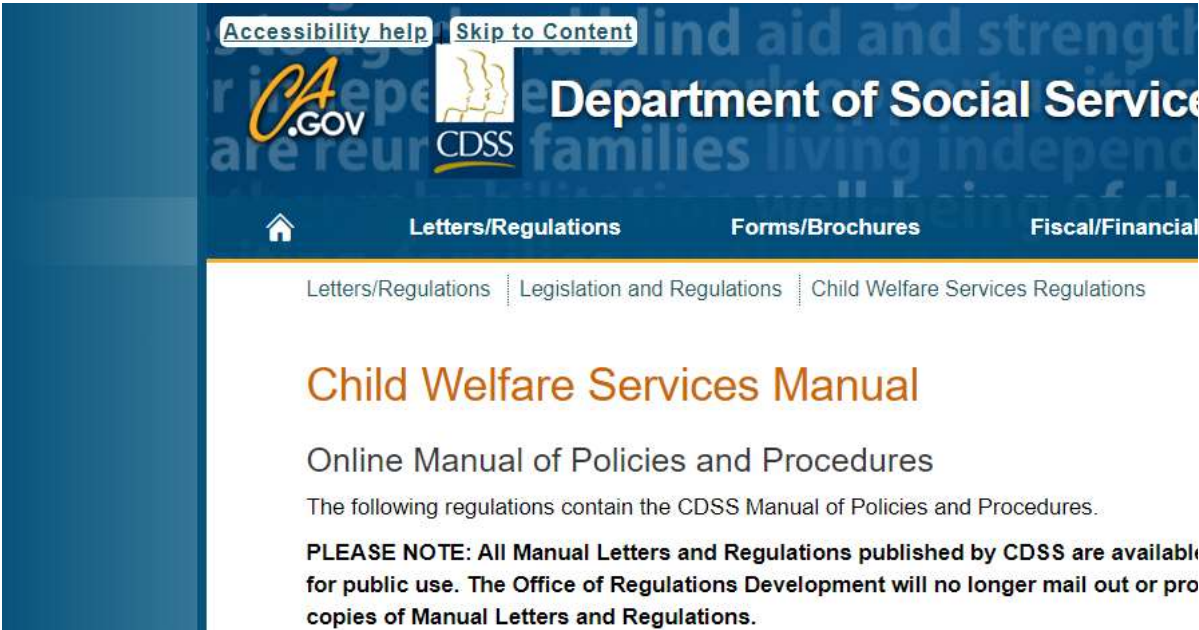 Accessibility help Skip to Content
CA
.GOV
CDSS
Department of Social Service
Letters/Regulations Forms/Brochures Fiscal/Financial
Letters/Regulations Legislation and Regulations Child Welfare Services Regulations
Child Welfare Services Manual
Online Manual of Policies and Procedures
The following regulations contain the CDSS Manual of Policies and Procedures.
PLEASE NOTE: All Manual Letters and Regulations published by CDSS are available
for public use. The Office of Regulations Development will no longer mail out or pro
copies of Manual Letters and Regulations.